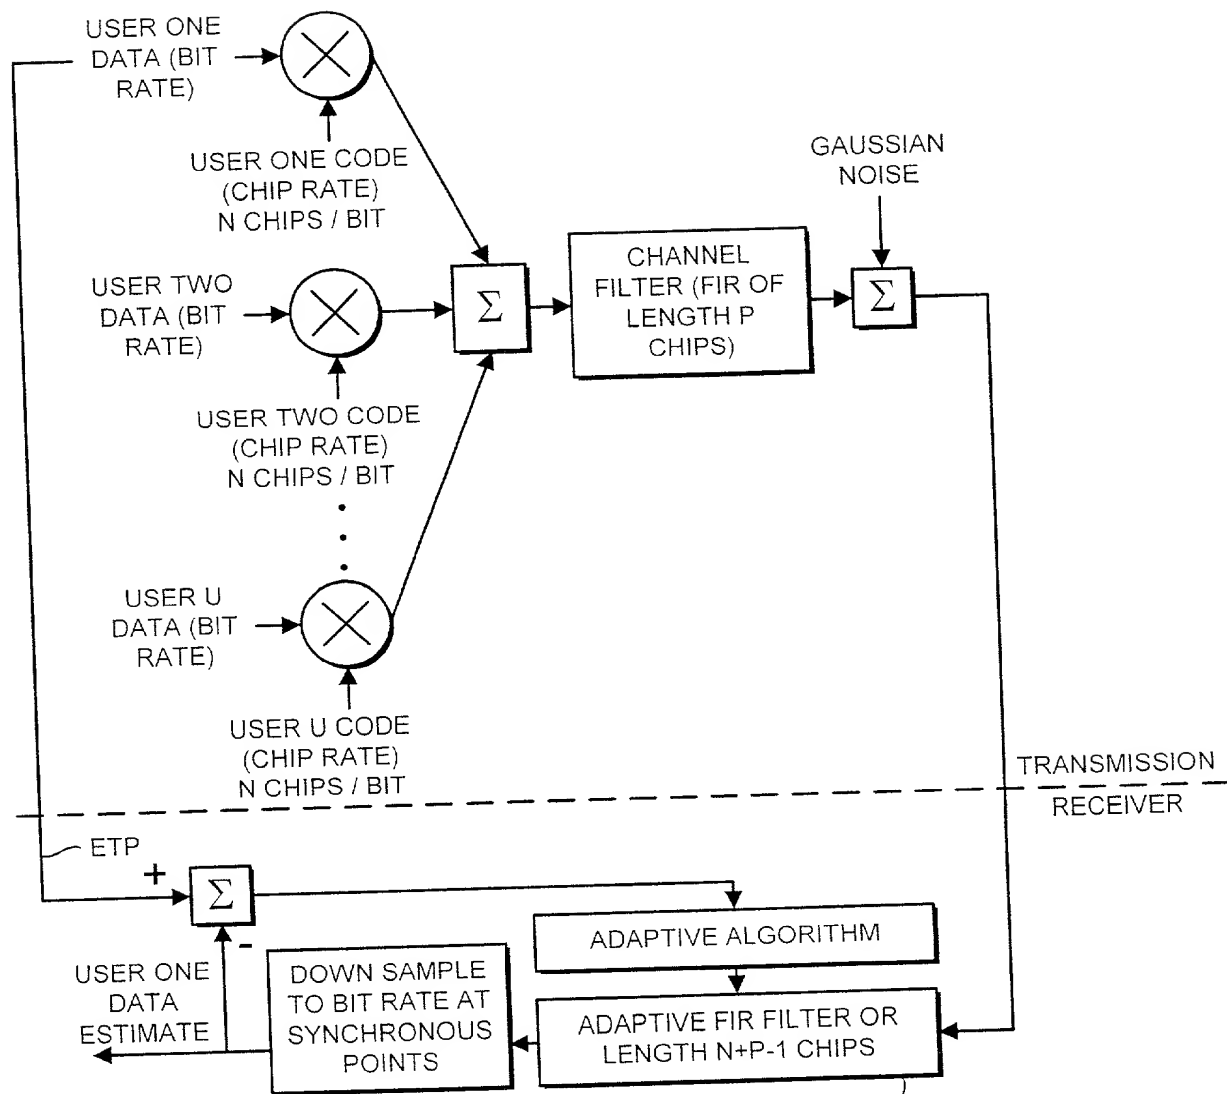 USER ONE
DATA (BIT
RATE)
USER ONE CODE
(CHIP RATE)
N CHIPS / BIT
GAUSSIAN
NOISE
USER TWO
DATA (BIT
RATE)
Σ
CHANNEL
FILTER (FIR OF
LENGTH P
CHIPS)
Σ
USER TWO CODE
(CHIP RATE)
N CHIPS / BIT
USER U
DATA (BIT
RATE)
USER U CODE
(CHIP RATE)
N CHIPS / BIT
TRANSMISSION
RECEIVER
ETP
+
Σ
-
ADAPTIVE ALGORITHM
USER ONE
DATA
ESTIMATE
DOWN SAMPLE
TO BIT RATE AT
SYNCHRONOUS
POINTS
ADAPTIVE FIR FILTER OR
LENGTH N+P-1 CHIPS